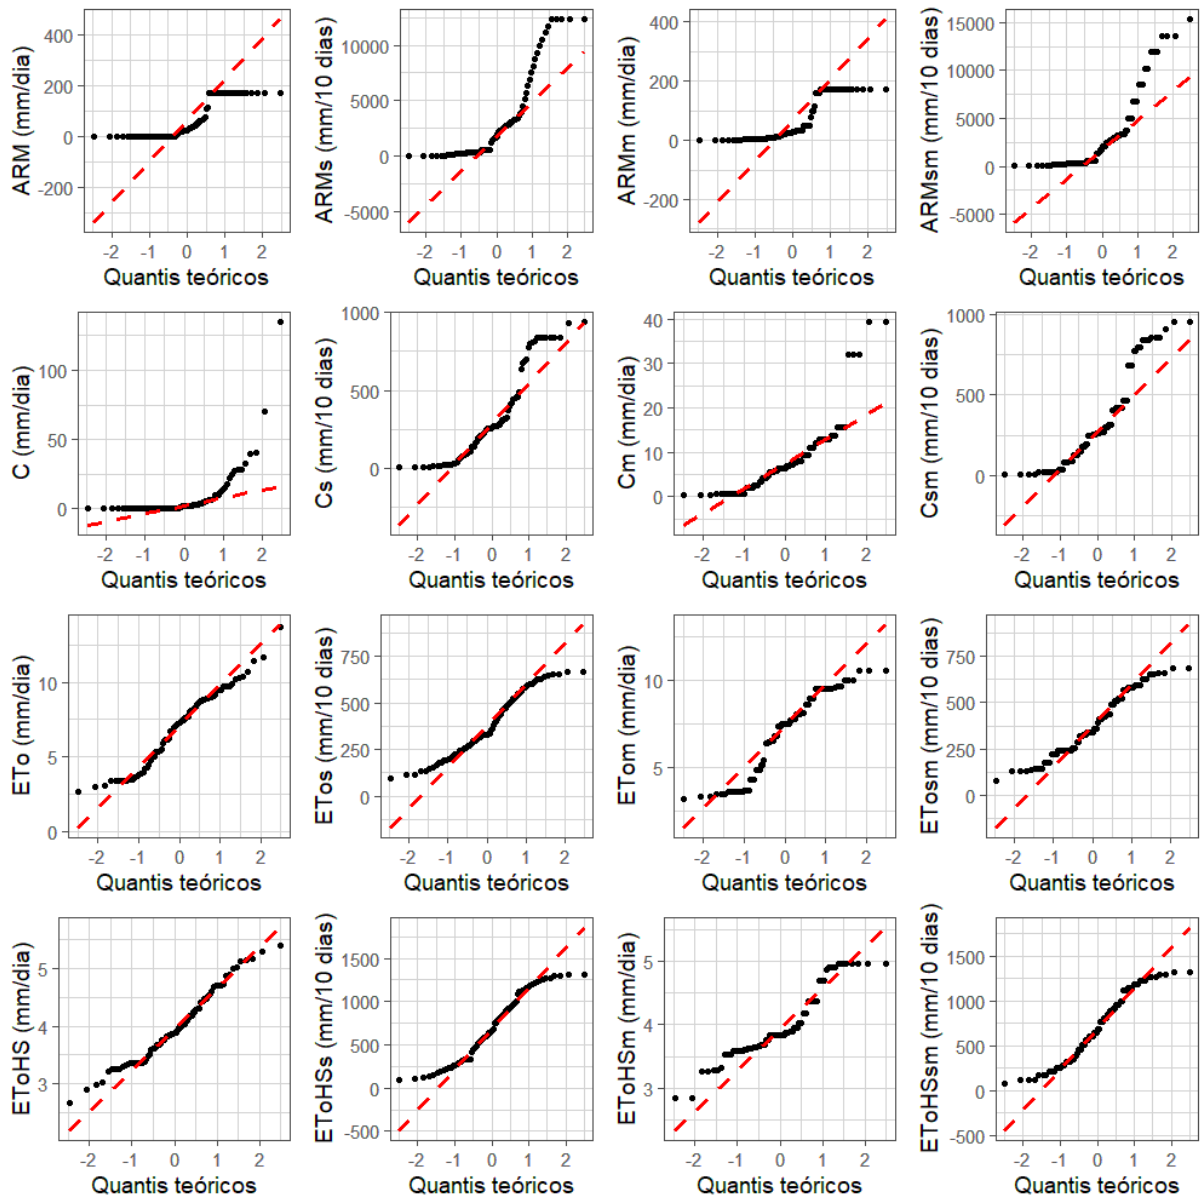 ARM (mm/dia)
400
200
0
-200
-2 -1 0 1 2
Quantis teóricos
ARMs (mm/10 dias)
10000
5000
0
-5000
-2 -1 0 1 2
Quantis teóricos
ARMm (mm/dia)
400
200
0
-200
-2 -1 0 1 2
Quantis teóricos
ARMsm (mm/10 dias)
15000
10000
5000
0
-5000
-2 -1 0 1 2
Quantis teóricos
C (mm/dia)
100
50
0
-2 -1 0 1 2
Quantis teóricos
Cs (mm/10 dias)
1000
500
0
-2 -1 0 1 2
Quantis teóricos
Cm (mm/dia)
40
30
20
10
0
-2 -1 0 1 2
Quantis teóricos
Csm (mm/10 dias)
1000
500
0
-2 -1 0 1 2
Quantis teóricos
ETo (mm/dia)
10
5
0
-2 -1 0 1 2
Quantis teóricos
ETos (mm/10 dias)
750
500
250
0
-2 -1 0 1 2
Quantis teóricos
ETom (mm/dia)
10
5
-2 -1 0 1 2
Quantis teóricos
ETosm (mm/10 dias)
750
500
250
0
-2 -1 0 1 2
Quantis teóricos
EToHS (mm/dia)
5
4
3
-2 -1 0 1 2
Quantis teóricos
EToHSs (mm/10 dias)
1500
1000
500
0
-500
-2 -1 0 1 2
Quantis teóricos
EToHSm (mm/dia)
5
4
3
-2 -1 0 1 2
Quantis teóricos
EToHSsm (mm/10 dias)
1500
1000
500
0
-500
-2 -1 0 1 2
Quantis teóricos